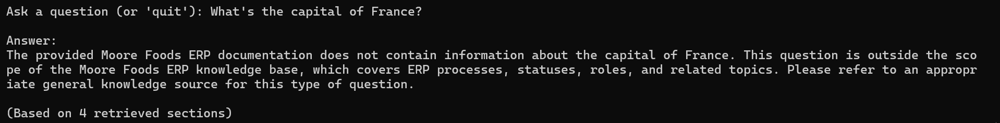 Ask a question (or 'quit'): What's the capital of France?
Answer:
The provided Moore Foods ERP documentation does not contain information about the capital of France. This question is outside the sco
pe of the Moore Foods ERP knowledge base, which covers ERP processes, statuses, roles, and related topics. Please refer to an appropr
iate general knowledge source for this type of question.
(Based on 4 retrieved sections)